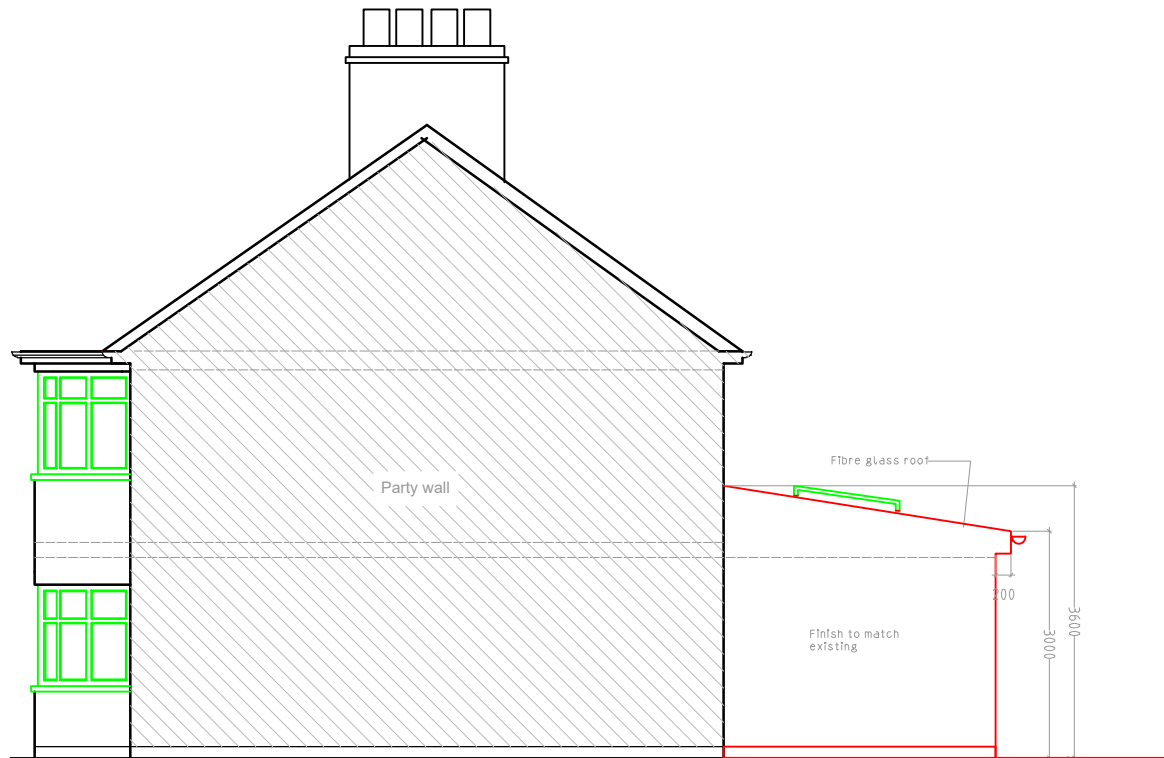 Fibre glass roof
Party wall
200
3600
3000
Finish to match
existing